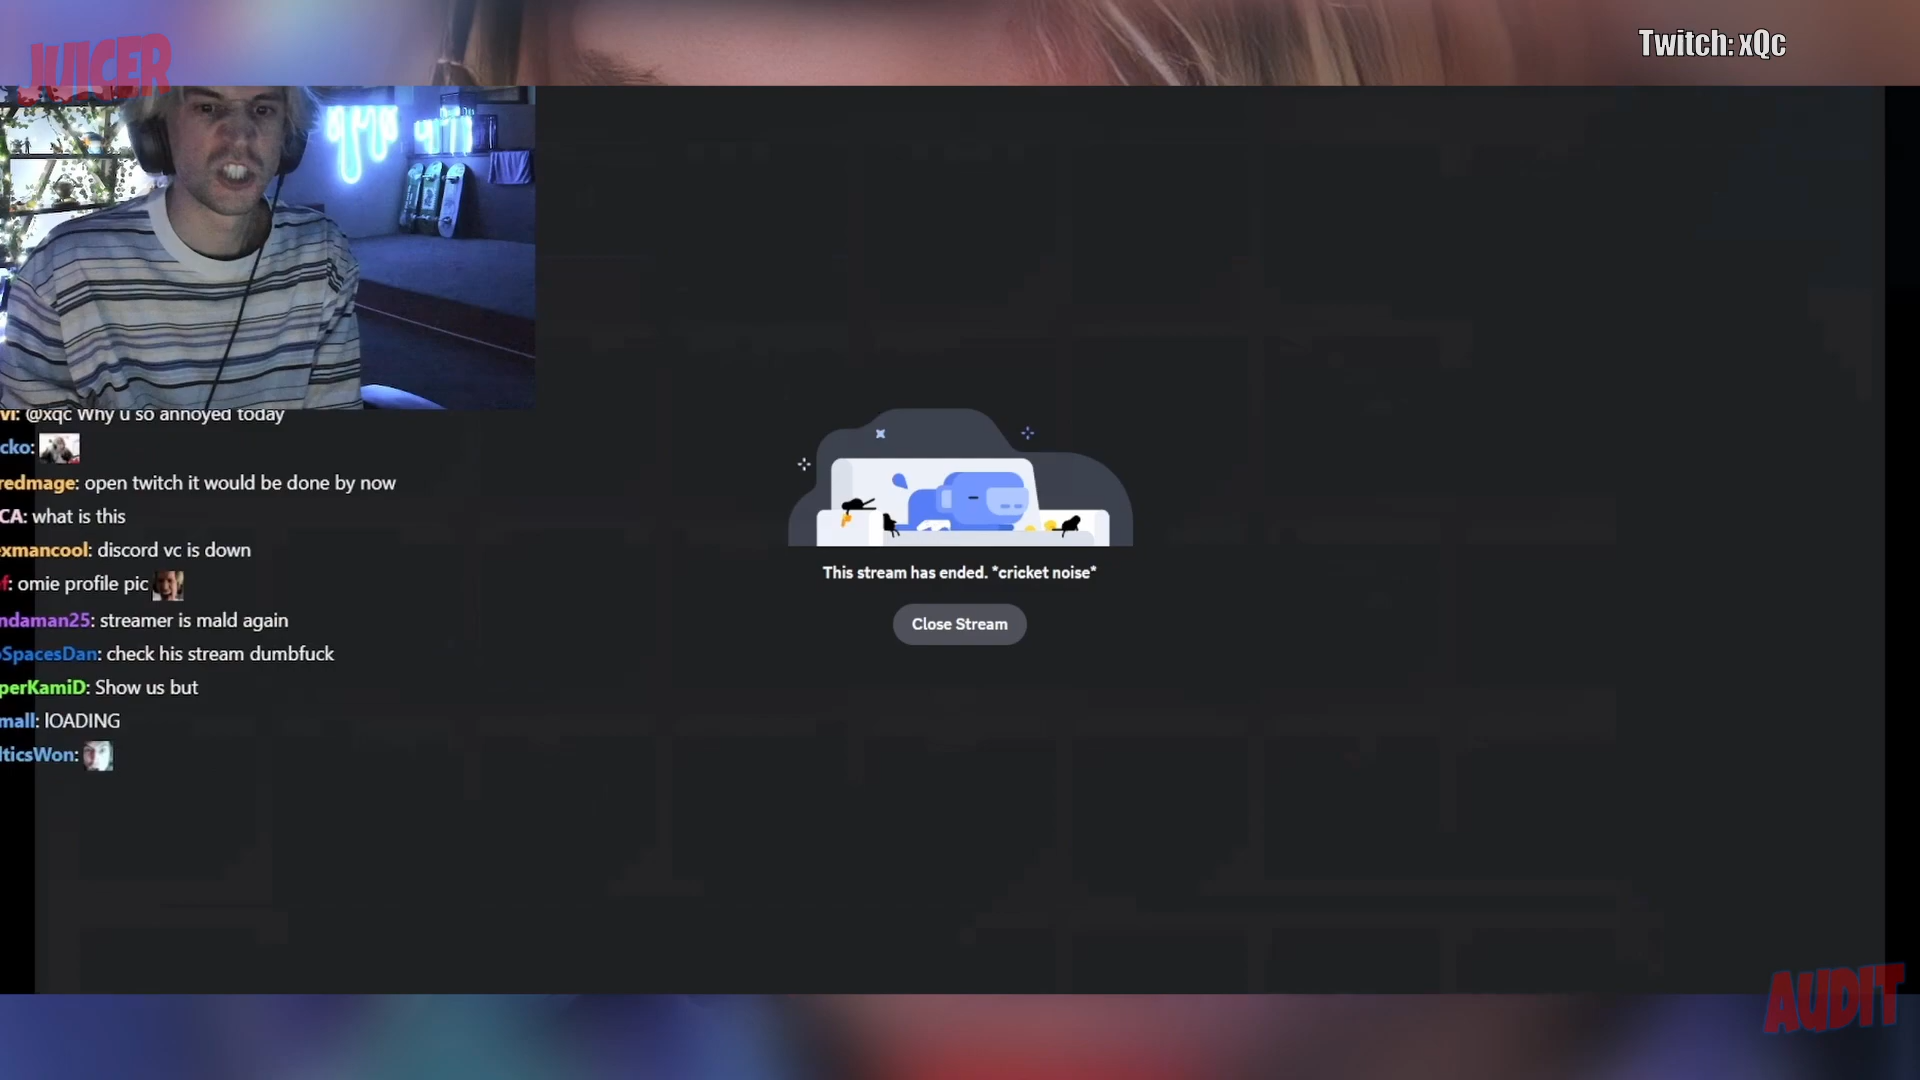 JUICER
Twitch: xQc
vi: @xqc Why u so annoyed today
cko:
redmage: open twitch it would be done by now
CA: what is this
exmancool: discord vc is down
f: omie profile pic
ndaman25: streamer is mald again
SpacesDan: check his stream dumbfuck
perKamiD: Show us but
mall: lOADING
lticsWon:
This stream has ended. *cricket noise*
Close Stream
AUDIT